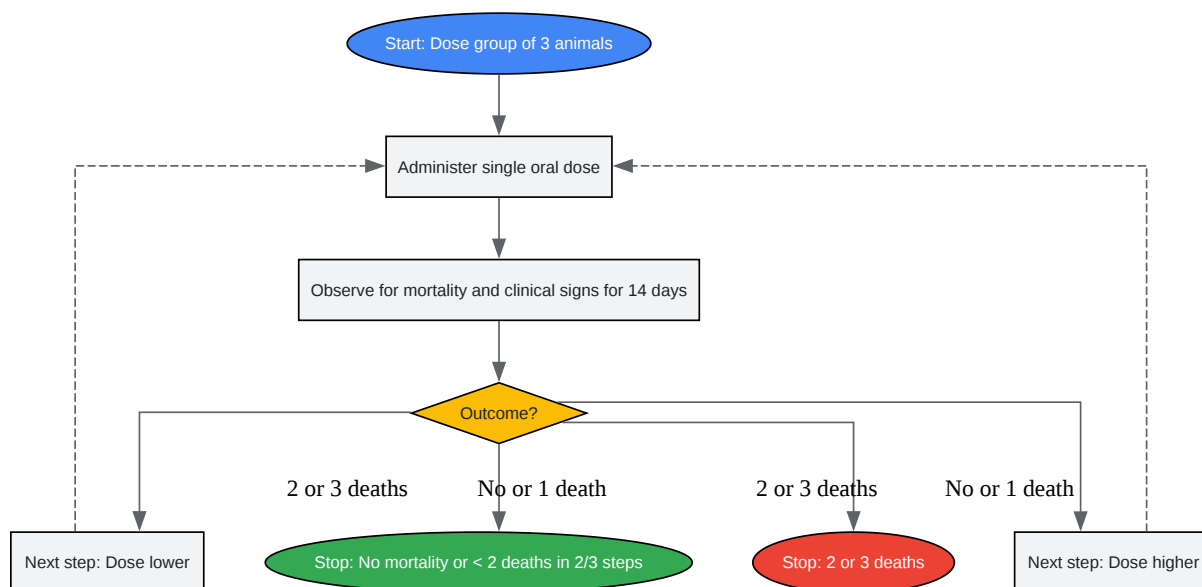 Start: Dose group of 3 animals
Administer single oral dose
Observe for mortality and clinical signs for 14 days
Outcome?
2 or 3 deaths
No or 1 death
2 or 3 deaths
No or 1 death
Next step: Dose lower
Stop: No mortality or < 2 deaths in 2/3 steps
Stop: 2 or 3 deaths
Next step: Dose higher